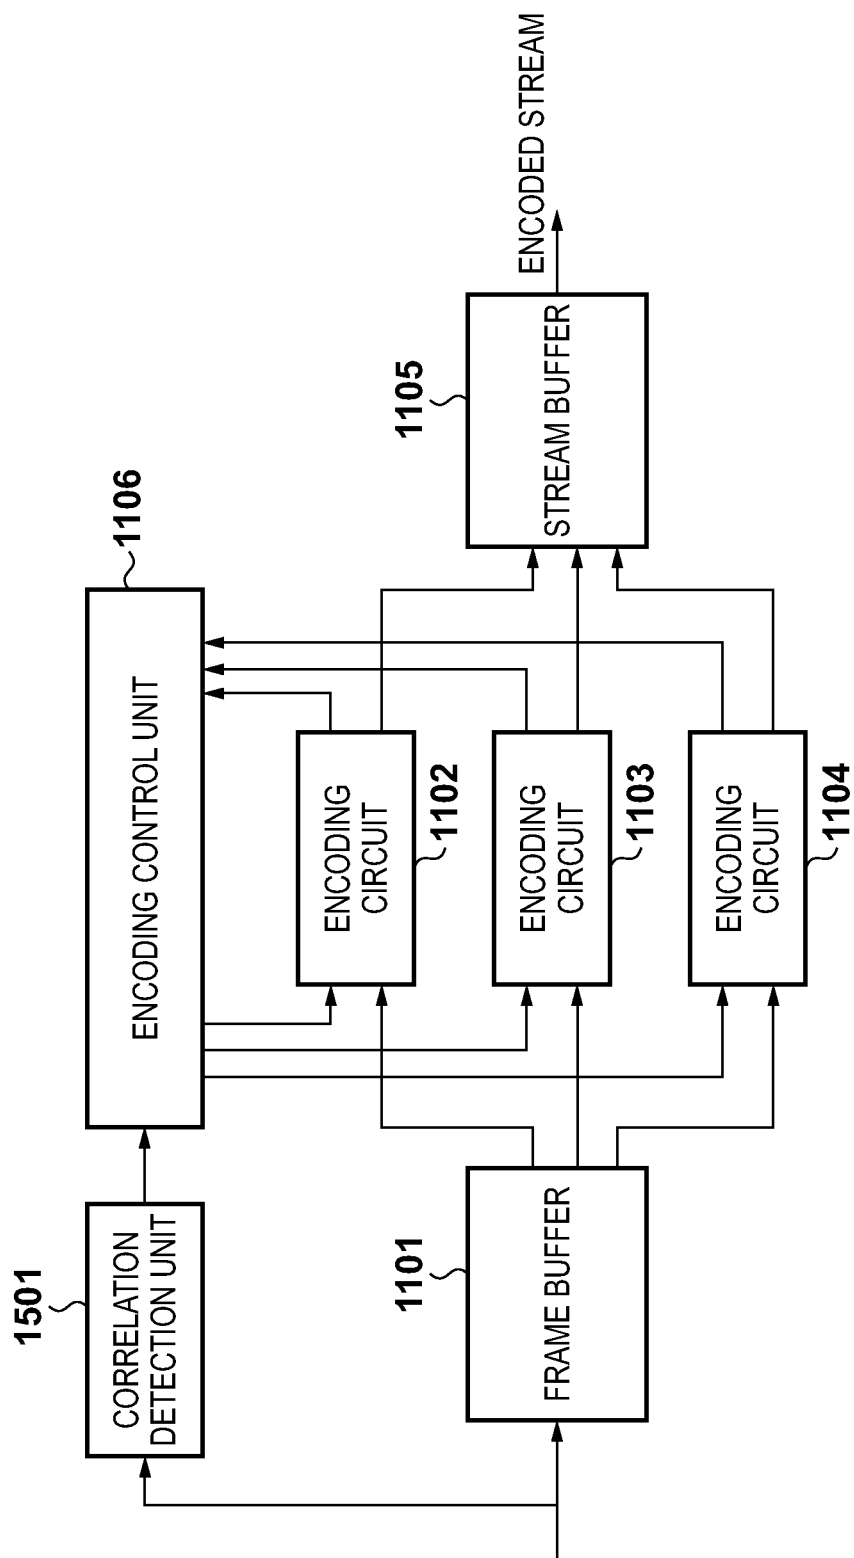 1501
CORRELATION
DETECTION UNIT
1106
ENCODING CONTROL UNIT
1101
FRAME BUFFER
ENCODING
CIRCUIT
1102
ENCODING
CIRCUIT
1103
ENCODING
CIRCUIT
1104
1105
STREAM BUFFER
ENCODED STREAM